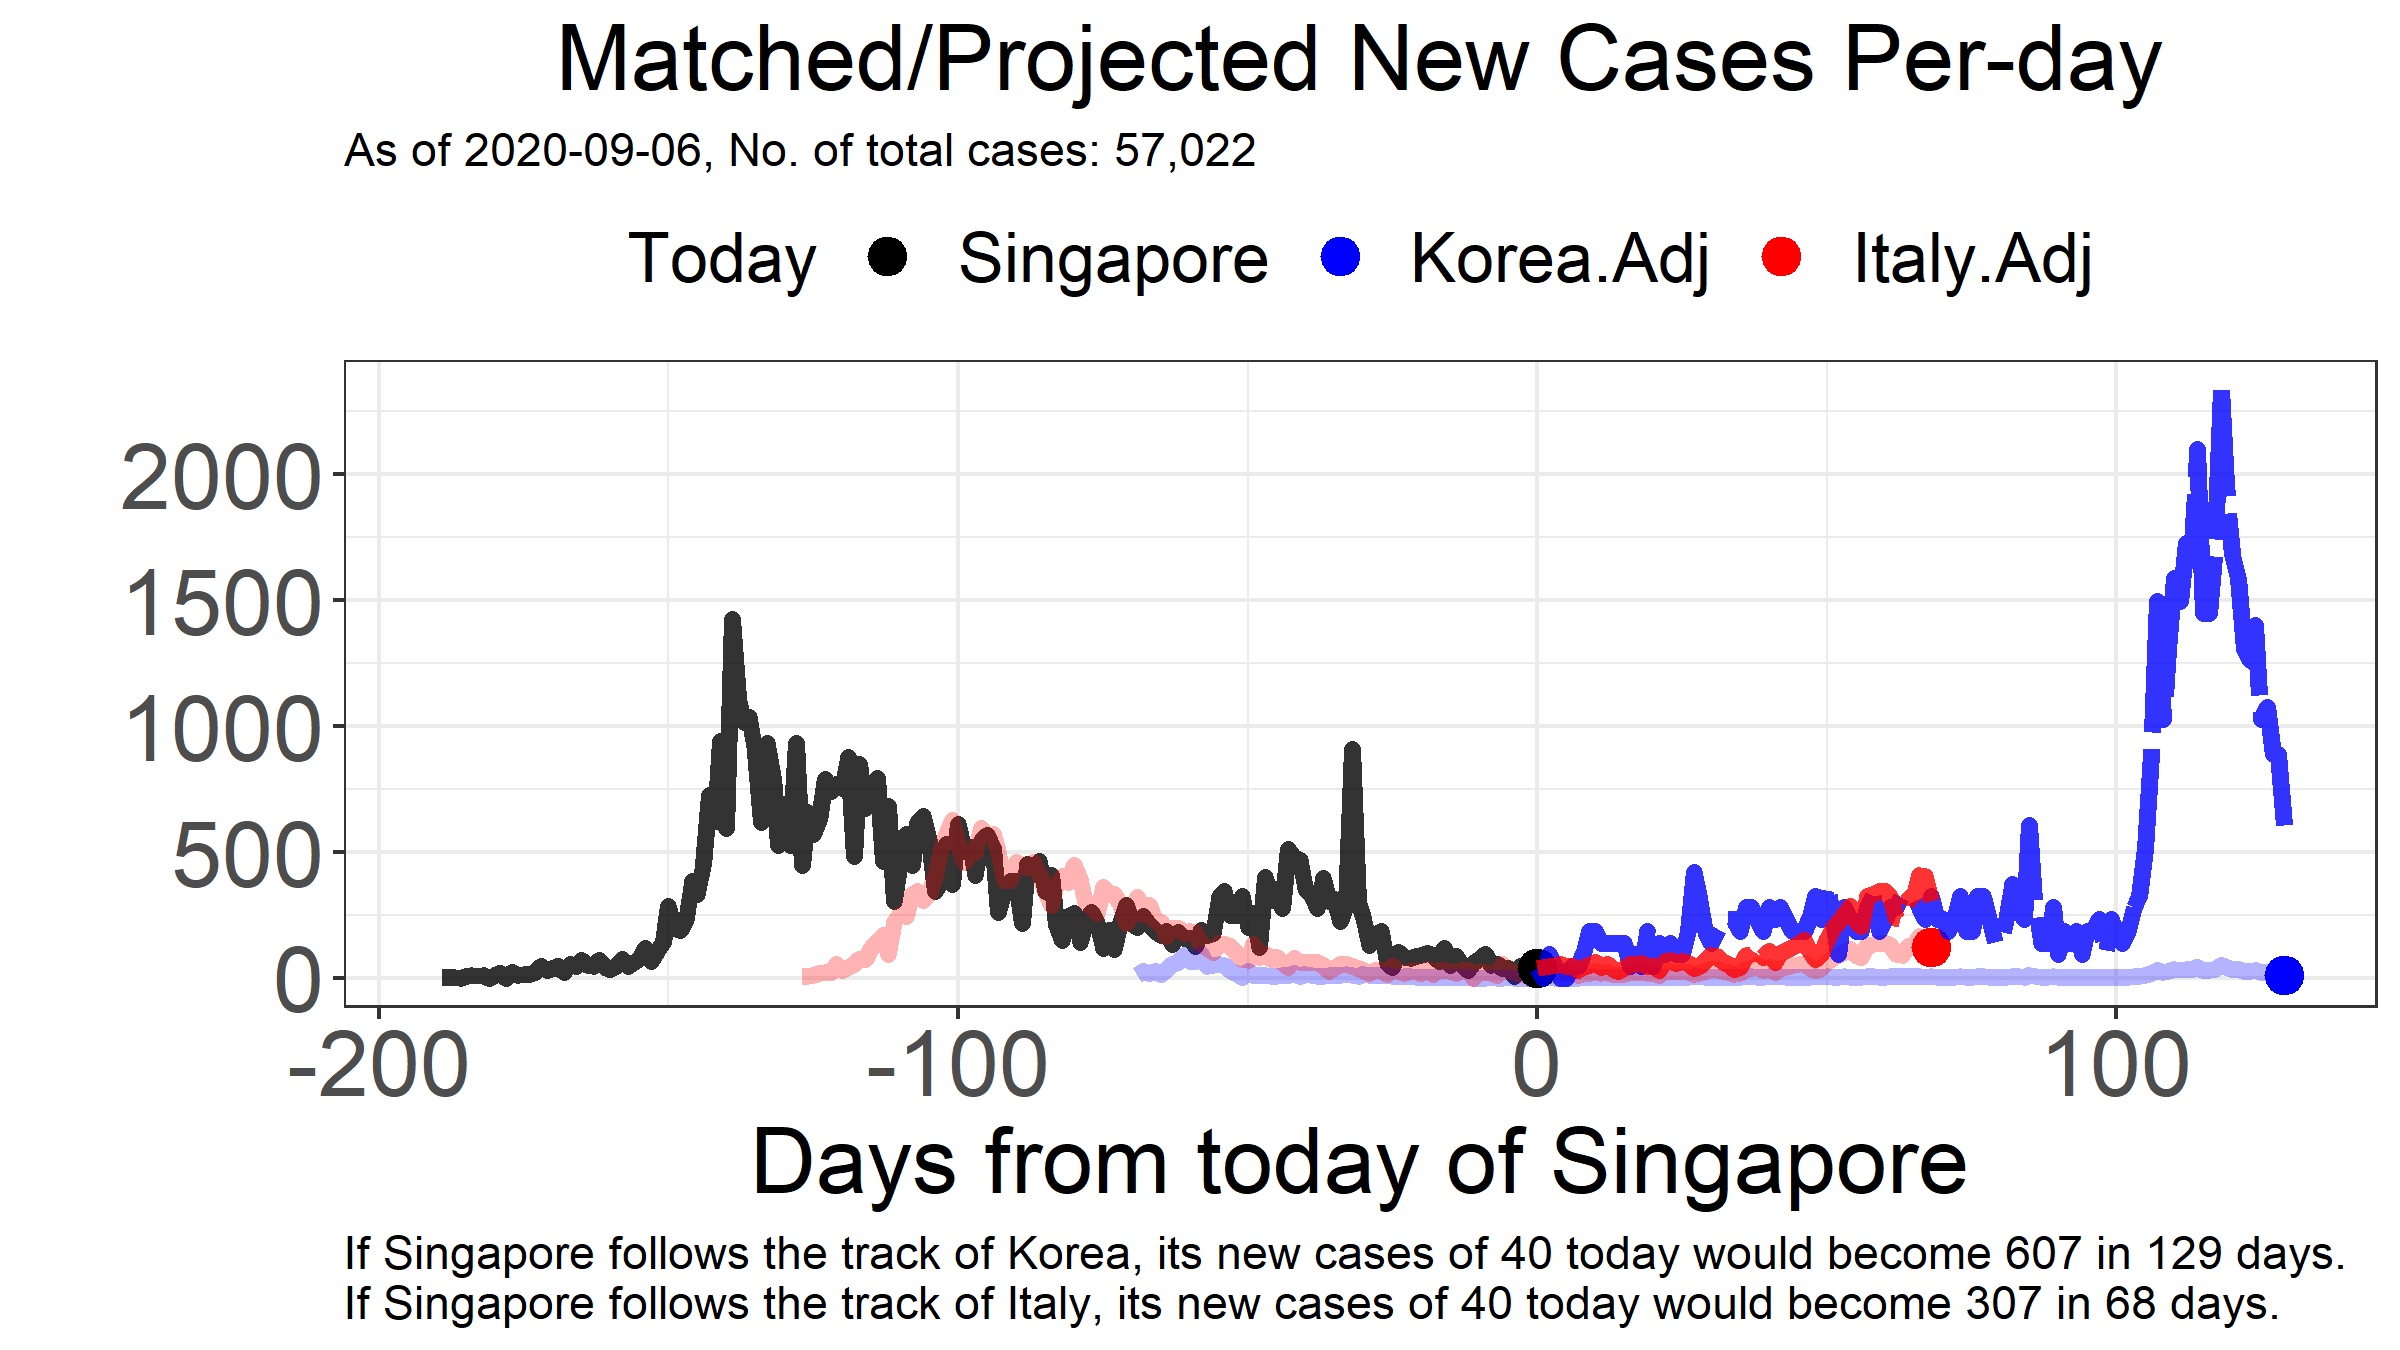 Matched/Projected New Cases Per-day
As of 2020-09-06, No. of total cases: 57,022
Today Singapore Korea.Adj Italy.Adj
2000
1500
1000
500
0
-200 -100 0 100
Days from today of Singapore
If Singapore follows the track of Korea, its new cases of 40 today would become 607 in 129 days.
If Singapore follows the track of Italy, its new cases of 40 today would become 307 in 68 days.